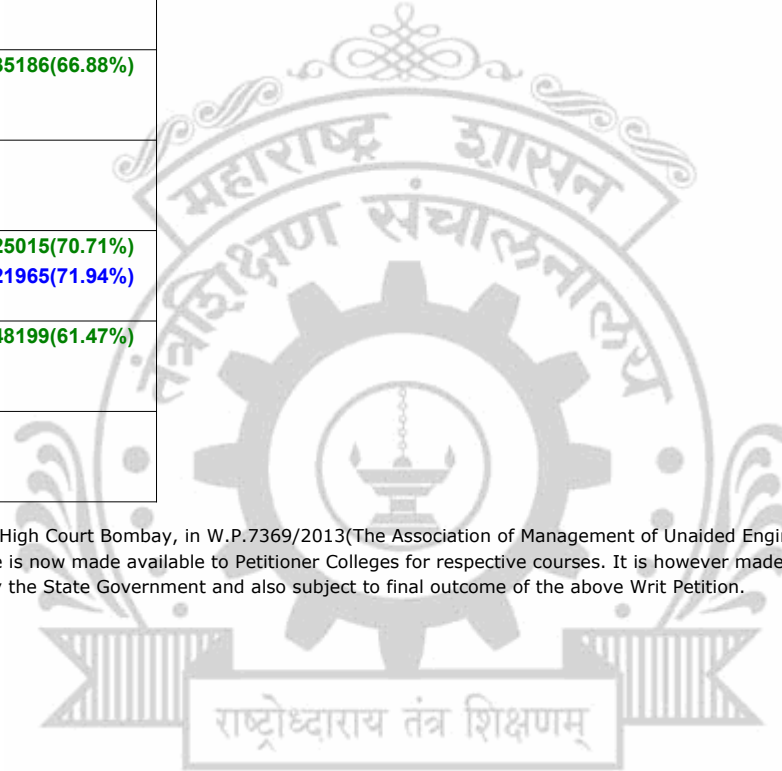 35186(66.88%)
25015(70.71%)
21965(71.94%)
48199(61.47%)
High Court Bombay, in W.P.7369/2013(The Association of Management of Unaided Engin
is now made available to Petitioner Colleges for respective courses. It is however made
the State Government and also subject to final outcome of the above Writ Petition.
महाराष्ट्र शासन
तंत्रशिक्षण संचालनालय
राष्ट्रोध्दाराय तंत्र शिक्षणम्